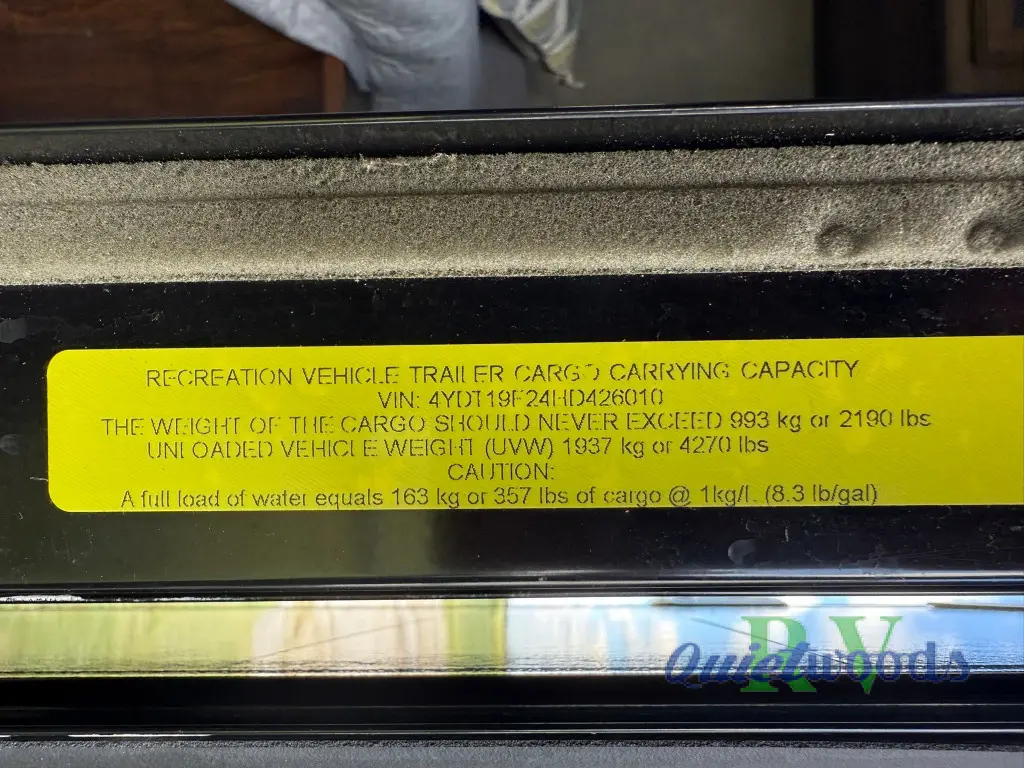 RECREATION VEHICLE TRAILER CARGO CARRYING CAPACITY
VIN: 4YDT19F24HD426010
THE WEIGHT OF THE CARGO SHOULD NEVER EXCEED 993 kg or 2190 lbs
UNLOADED VEHICLE WEIGHT (UVW) 1937 kg or 4270 lbs
CAUTION:
A full load of water equals 163 kg or 357 lbs of cargo @ 1kg/L (8.3 lb/gal)
Quietwoods RV